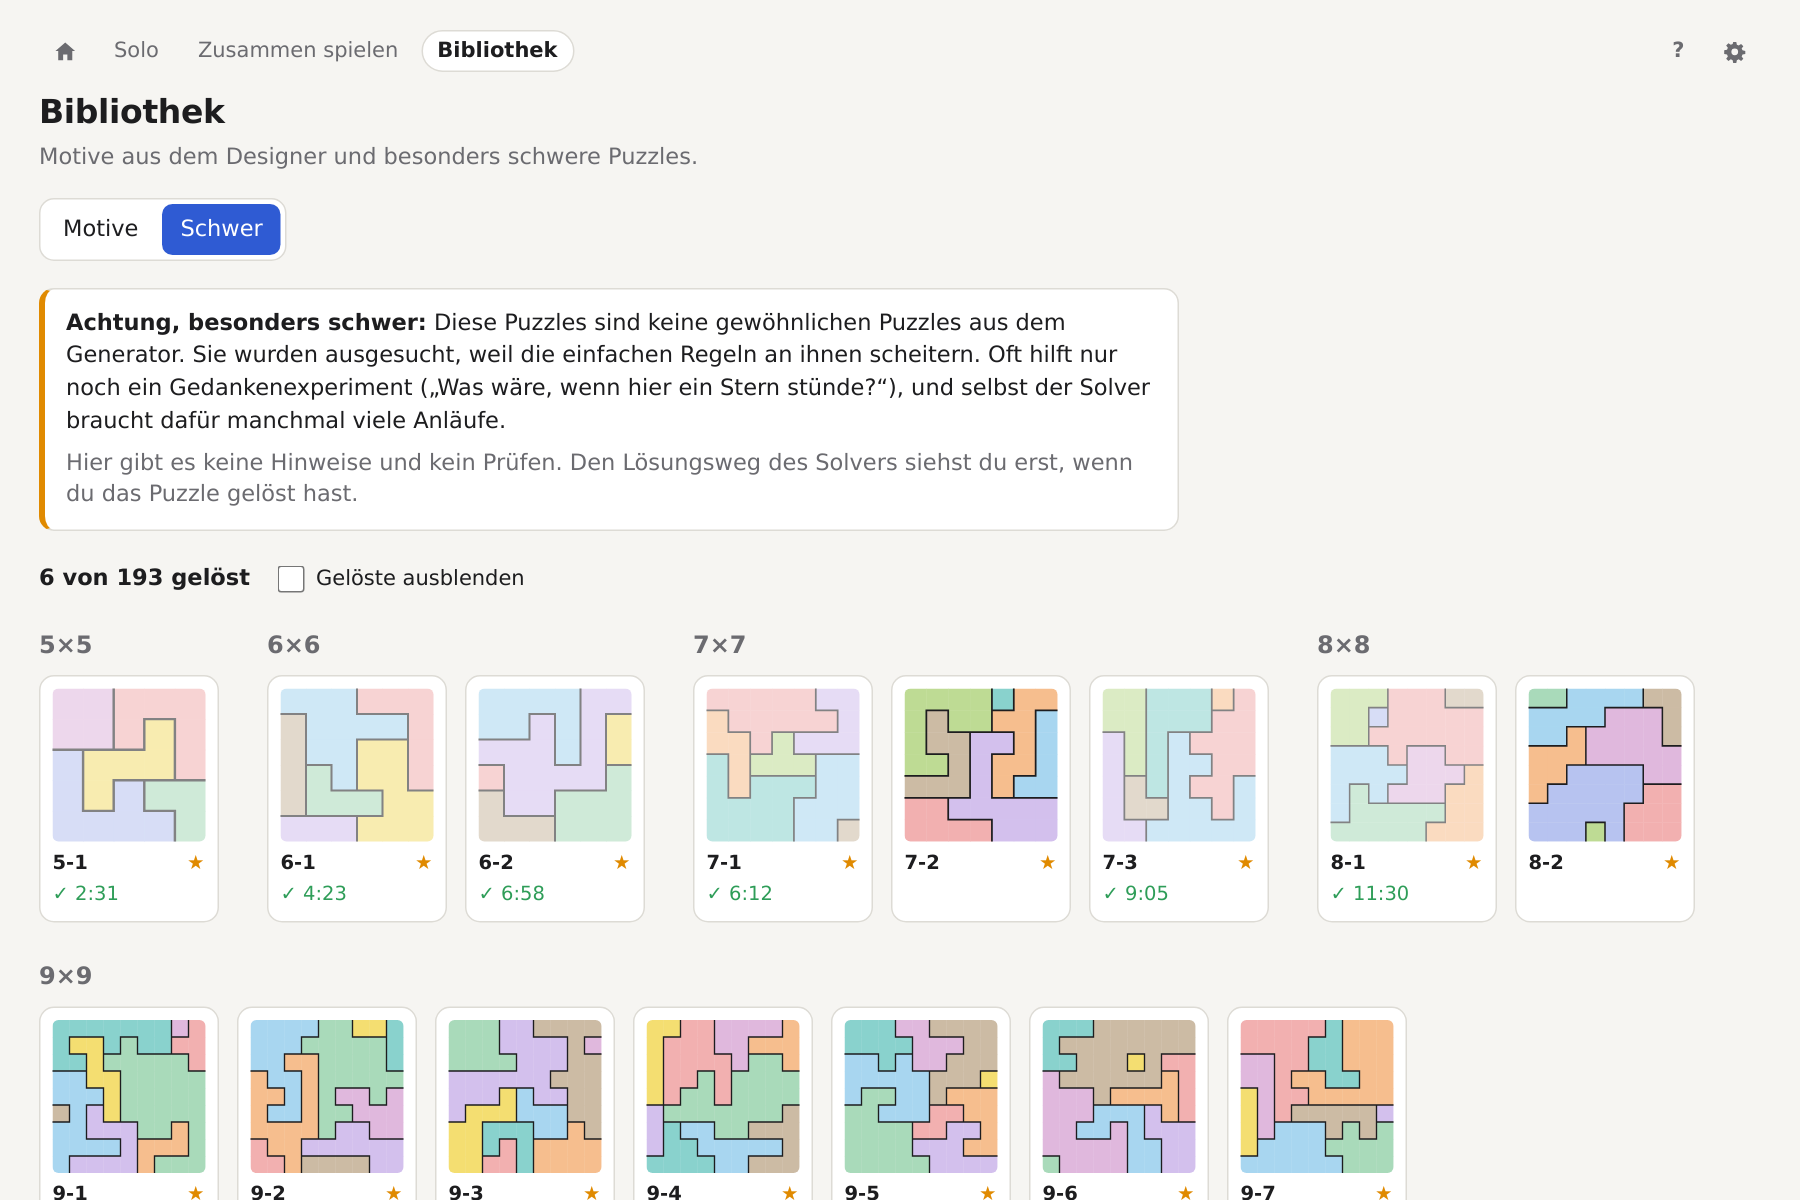 Solo Zusammen spielen Bibliothek ?
Bibliothek
Motive aus dem Designer und besonders schwere Puzzles.
Motive Schwer
Achtung, besonders schwer: Diese Puzzles sind keine gewöhnlichen Puzzles aus dem
Generator. Sie wurden ausgesucht, weil die einfachen Regeln an ihnen scheitern. Oft hilft nur
noch ein Gedankenexperiment („Was wäre, wenn hier ein Stern stünde?“), und selbst der Solver
braucht dafür manchmal viele Anläufe.
Hier gibt es keine Hinweise und kein Prüfen. Den Lösungsweg des Solvers siehst du erst, wenn
du das Puzzle gelöst hast.
6 von 193 gelöst Gelöste ausblenden
5×5 6×6 7×7 8×8
5-1 ★ 6-1 ★ 6-2 ★ 7-1 ★ 7-2 ★ 7-3 ★ 8-1 ★ 8-2 ★
✓ 2:31 ✓ 4:23 ✓ 6:58 ✓ 6:12 ✓ 9:05 ✓ 11:30
9×9
9-1 ★ 9-2 ★ 9-3 ★ 9-4 ★ 9-5 ★ 9-6 ★ 9-7 ★